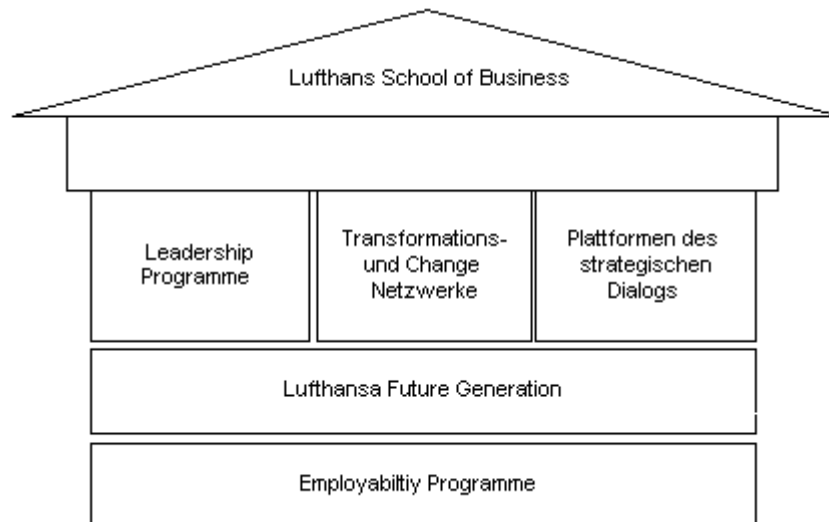 Lufthans School of Business
Leadership
Programme
Transformations-
und Change
Netzwerke
Plattformen des
strategischen
Dialogs
Lufthansa Future Generation
Employabiltiy Programme